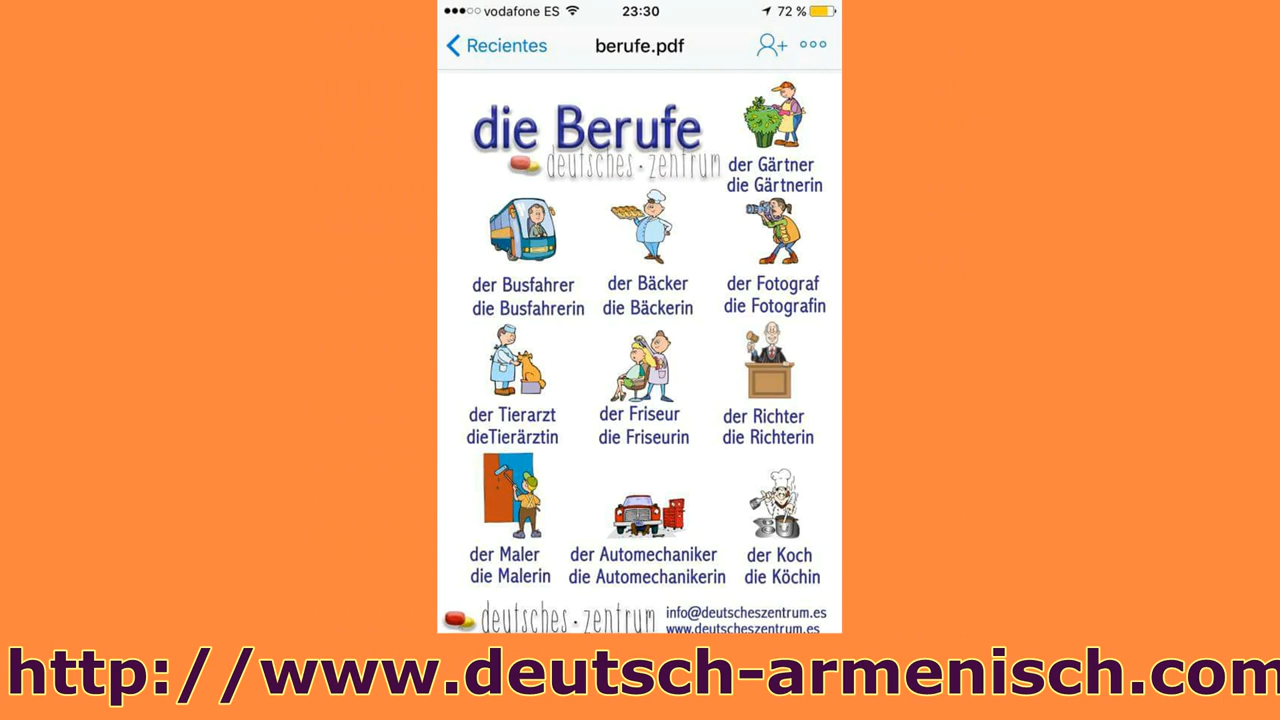 vodafone ES 23:30 72 %
Recientes berufe.pdf
die Berufe
deutsches.zentrum
der Gärtner
die Gärtnerin
der Busfahrer
die Busfahrerin
der Bäcker
die Bäckerin
der Fotograf
die Fotografin
der Tierarzt
dieTierärztin
der Friseur
die Friseurin
der Richter
die Richterin
der Maler
die Malerin
der Automechaniker
die Automechanikerin
der Koch
die Köchin
deutsches.zentrum
info@deutscheszentrum.es
www.deutscheszentrum.es
http://www.deutsch-armenisch.com